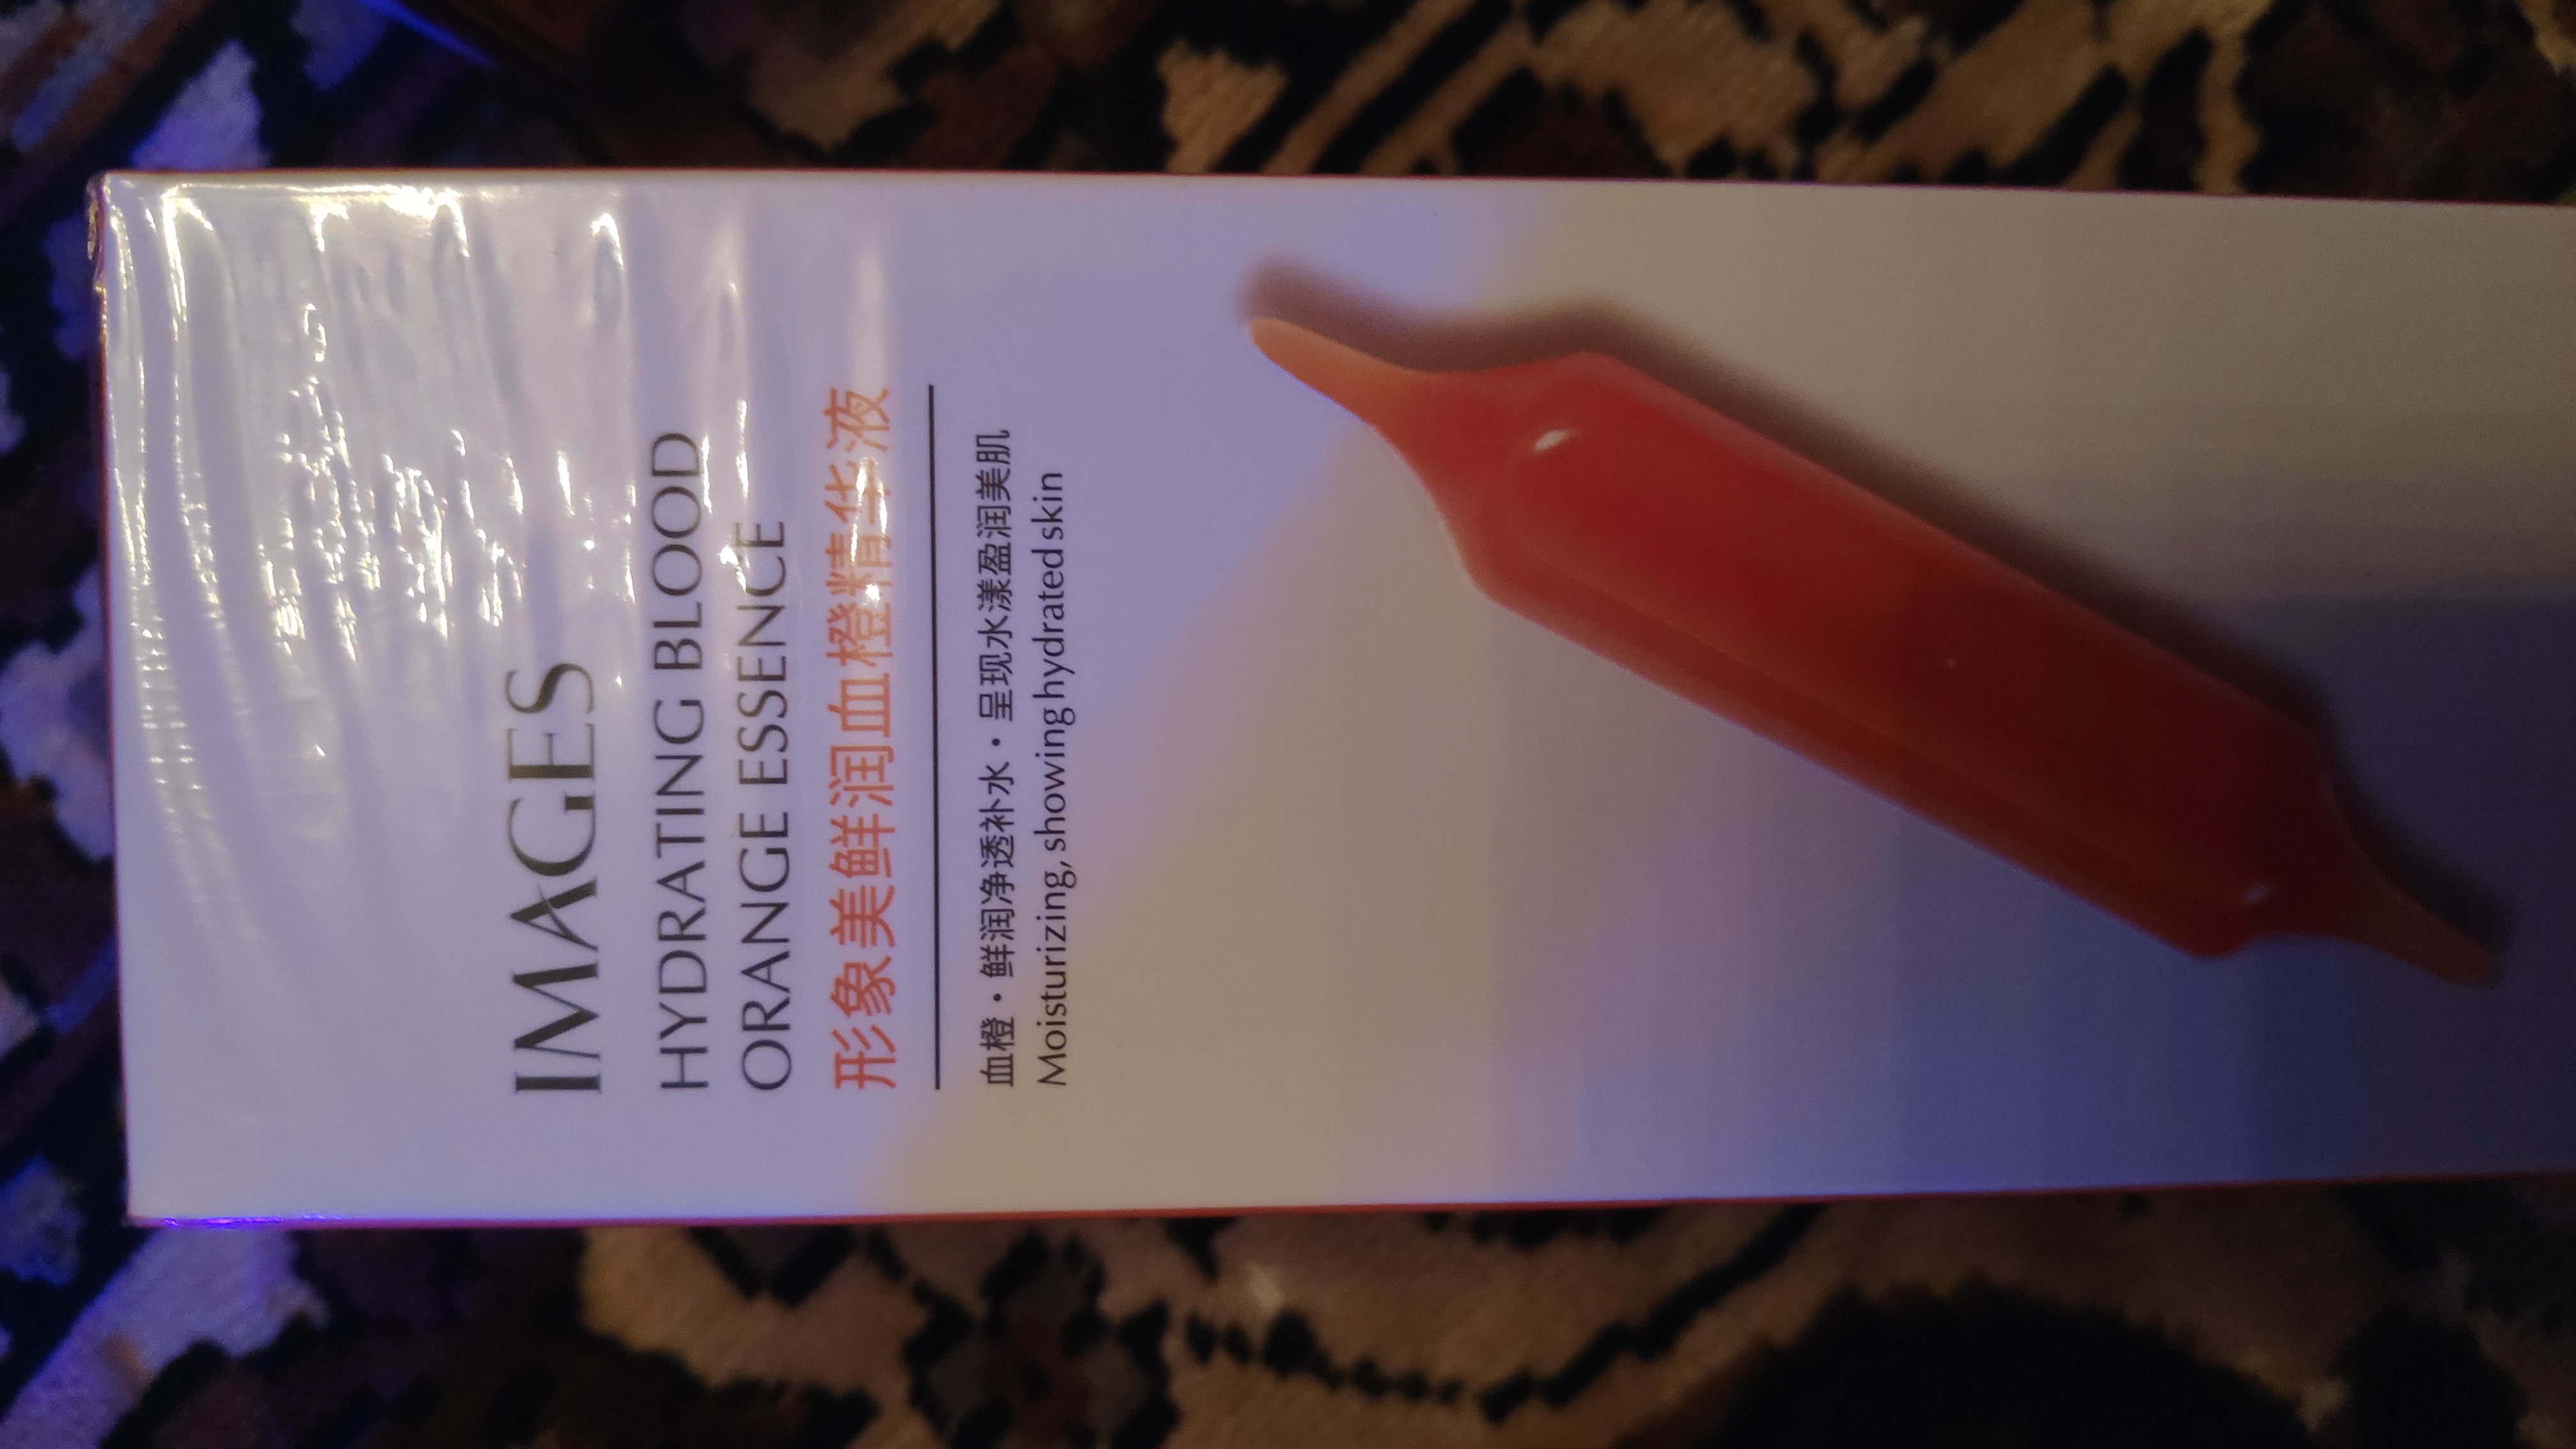 IMAGES
HYDRATING BLOOD
ORANGE ESSENCE
形象美鲜润血橙精华液
血橙·鲜润净透补水·呈现水漾盈润美肌
Moisturizing, showing hydrated skin